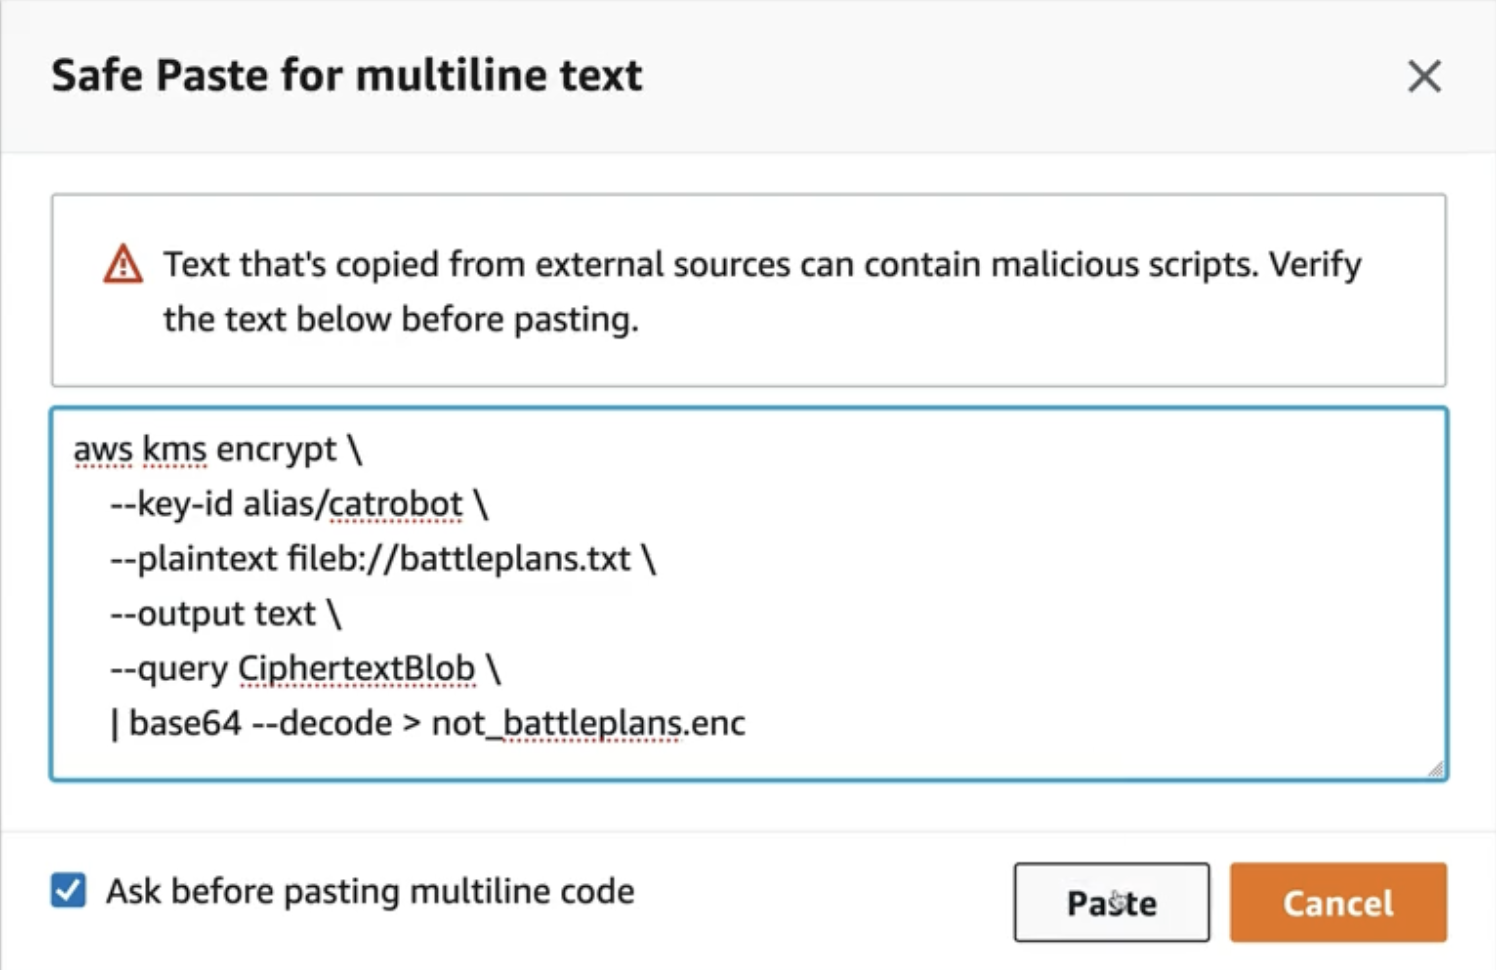 Safe Paste for multiline text
Text that's copied from external sources can contain malicious scripts. Verify
the text below before pasting.
aws kms encrypt \
    --key-id alias/catrobot \
    --plaintext fileb://battleplans.txt \
    --output text \
    --query CiphertextBlob \
    | base64 --decode > not_battleplans.enc
Ask before pasting multiline code
Paste
Cancel